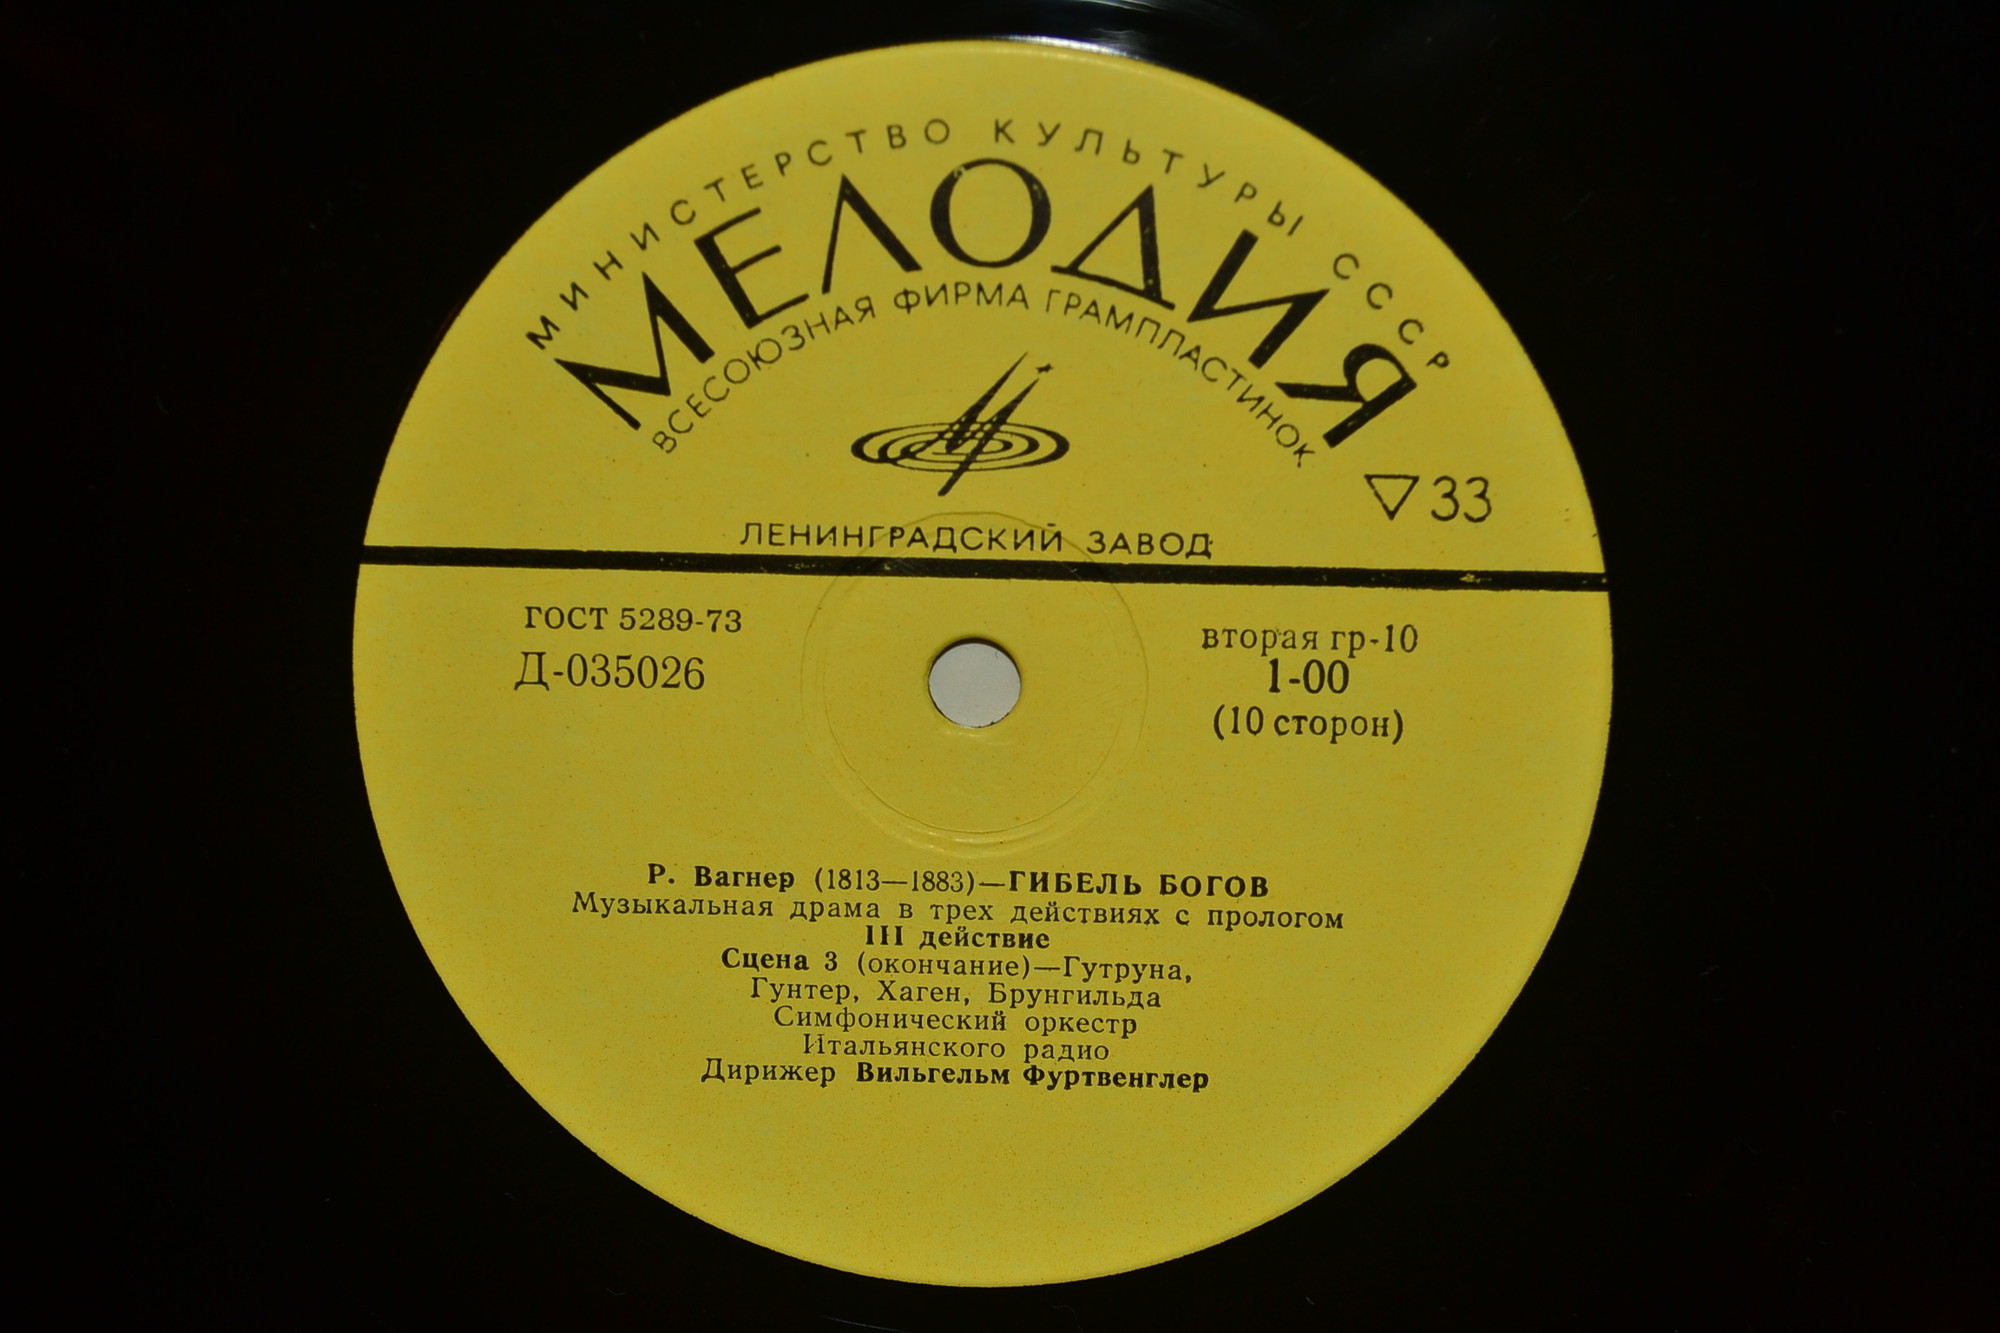 МИНИСТЕРСТВО КУЛЬТУРЫ СССР
МЕЛОДИЯ
ВСЕСОЮЗНАЯ ФИРМА ГРАМПЛАСТИНОК
33
ЛЕНИНГРАДСКИЙ ЗАВОД
ГОСТ 5289-73
Д-035026
вторая гр-10
1-00
(10 сторон)
Р. Вагнер (1813—1883)—ГИБЕЛЬ БОГОВ
Музыкальная драма в трех действиях с прологом
III действие
Сцена 3 (окончание)—Гутруна,
Гунтер, Хаген, Брунгильда
Симфонический оркестр
Итальянского радио
Дирижер Вильгельм Фуртвенглер